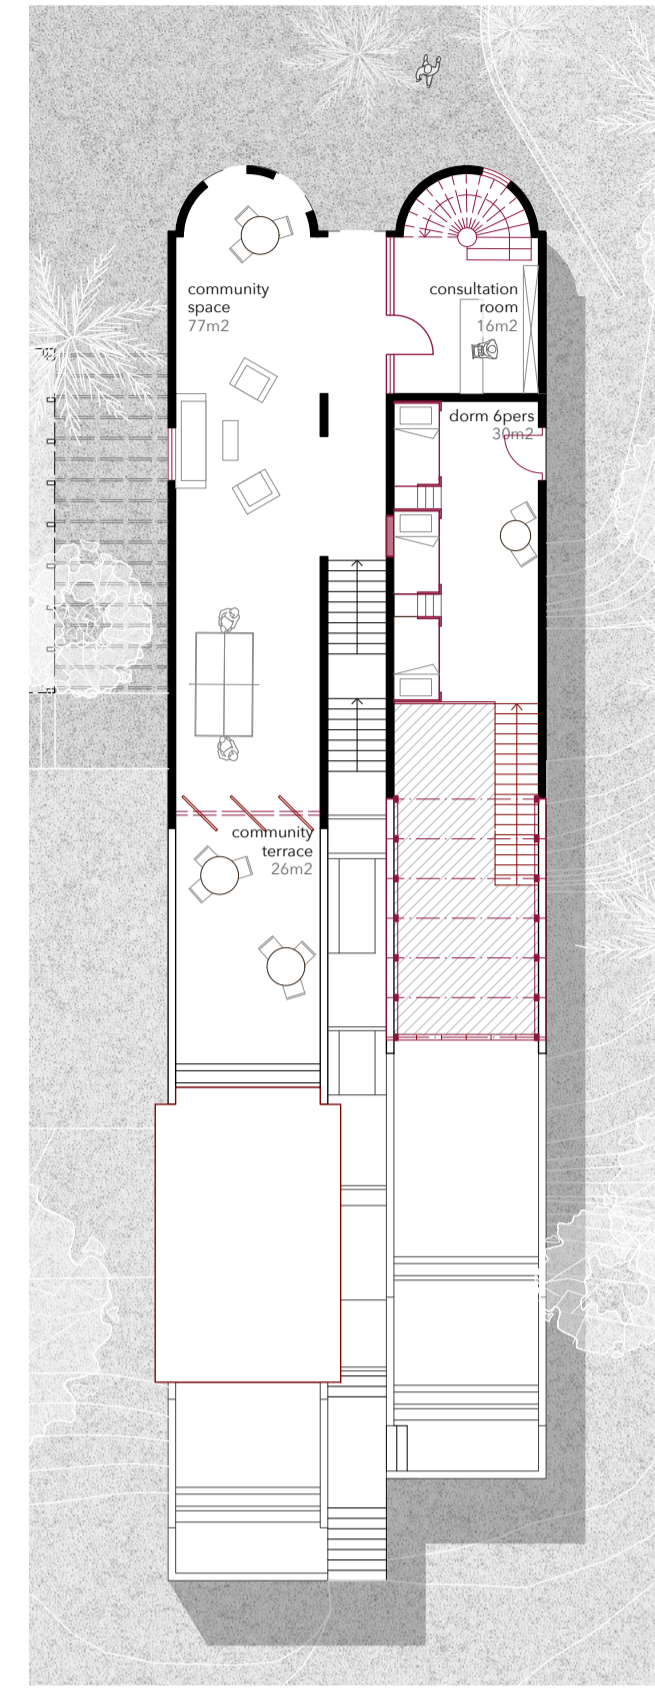 community
space
77m2
consultation
room
16m2
dorm 6pers
30m2
community
terrace
26m2